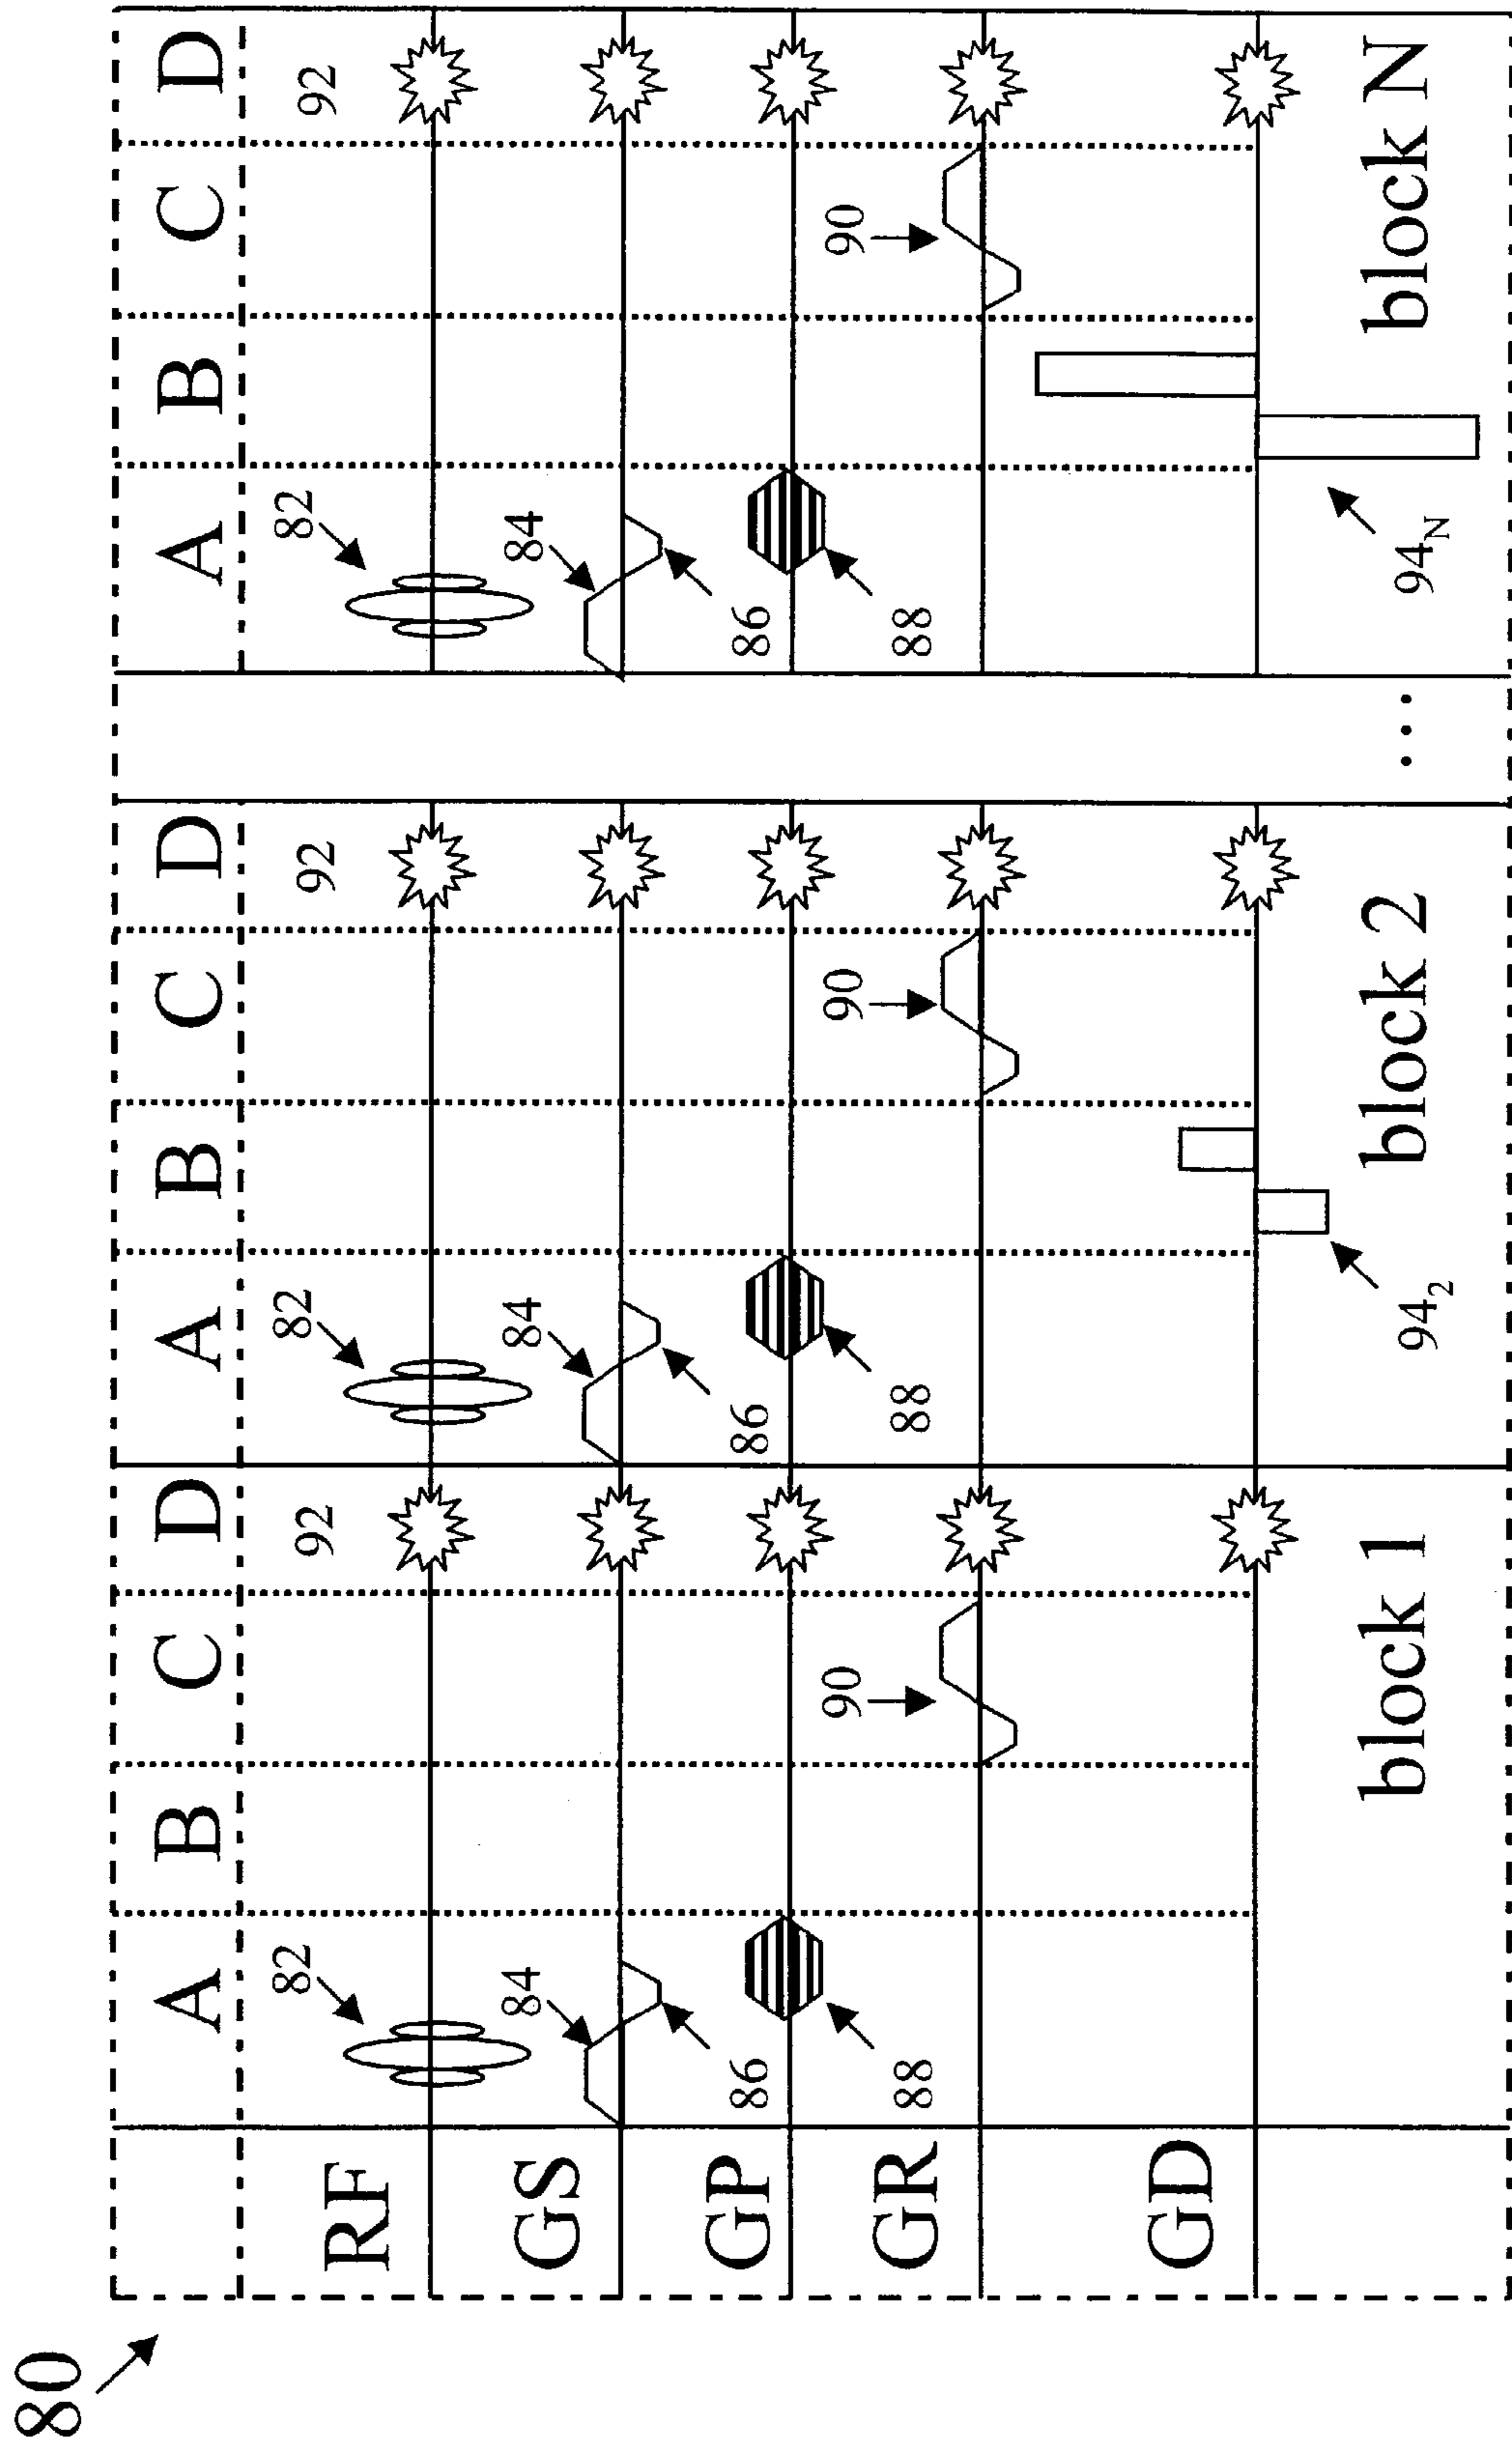 80
A B C D A B C D A B C D
RF 82 92 82 92 82 92
GS 84 84 84
GP 86 86 86
GR 88 90 88 90 88 90
GD
94₂ 94N
block 1 block 2 ... block N